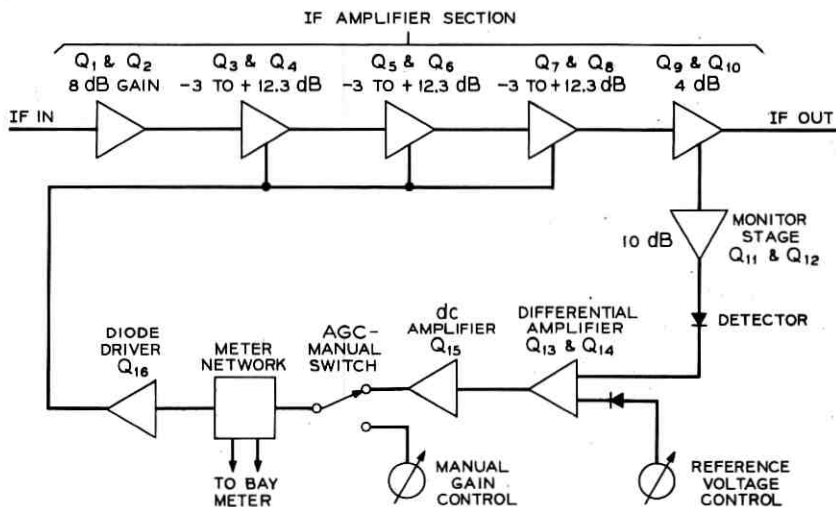 IF AMPLIFIER SECTION
Q1 & Q2
8 dB GAIN
Q3 & Q4
-3 TO + 12.3 dB
Q5 & Q6
-3 TO + 12.3 dB
Q7 & Q8
-3 TO + 12.3 dB
Q9 & Q10
4 dB
IF IN
IF OUT
10 dB
MONITOR
STAGE
Q11 & Q12
DETECTOR
DIODE
DRIVER
Q16
METER
NETWORK
AGC-
MANUAL
SWITCH
dc
AMPLIFIER
Q15
DIFFERENTIAL
AMPLIFIER
Q13 & Q14
TO BAY
METER
MANUAL
GAIN
CONTROL
REFERENCE
VOLTAGE
CONTROL